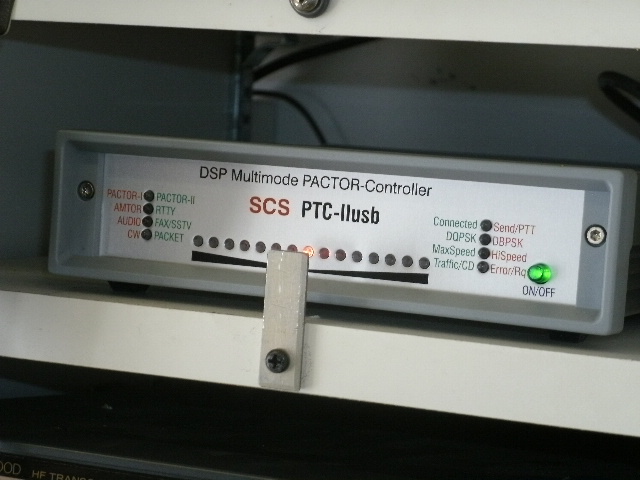 DSP Multimode PACTOR-Controller
SCS PTC-IIusb
PACTOR-I PACTOR-II
AMTOR RTTY
AUDIO FAX/SSTV
CW PACKET
Connected Send/PTT
DQPSK DBPSK
MaxSpeed HiSpeed
Traffic/CD Error/Rq
ON/OFF
HF